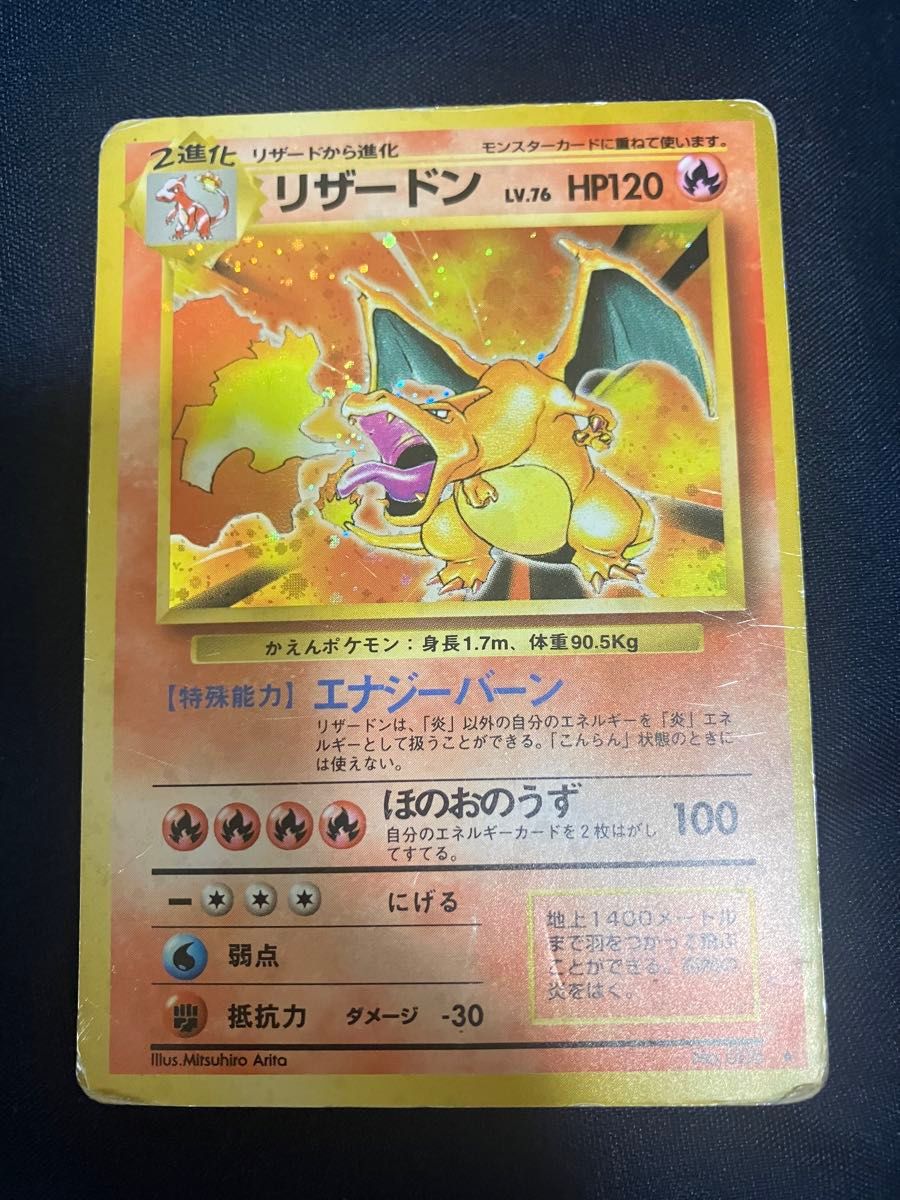 2進化 リザードから進化 モンスターカードに重ねて使います。
リザードン LV.76 HP120
かえんポケモン：身長1.7m、体重90.5Kg
【特殊能力】 エナジーバーン
リザードンは、「炎」以外の自分のエネルギーを「炎」エネ
ルギーとして扱うことができる。「こんらん」状態のときに
は使えない。
ほのおのうず 100
自分のエネルギーカードを2枚はがし
てすてる。
にげる
弱点
抵抗力 ダメージ -30
地上1400メートル
まで羽をつかって飛ぶ
ことができる。
炎をはく。
Illus.Mitsuhiro Arita